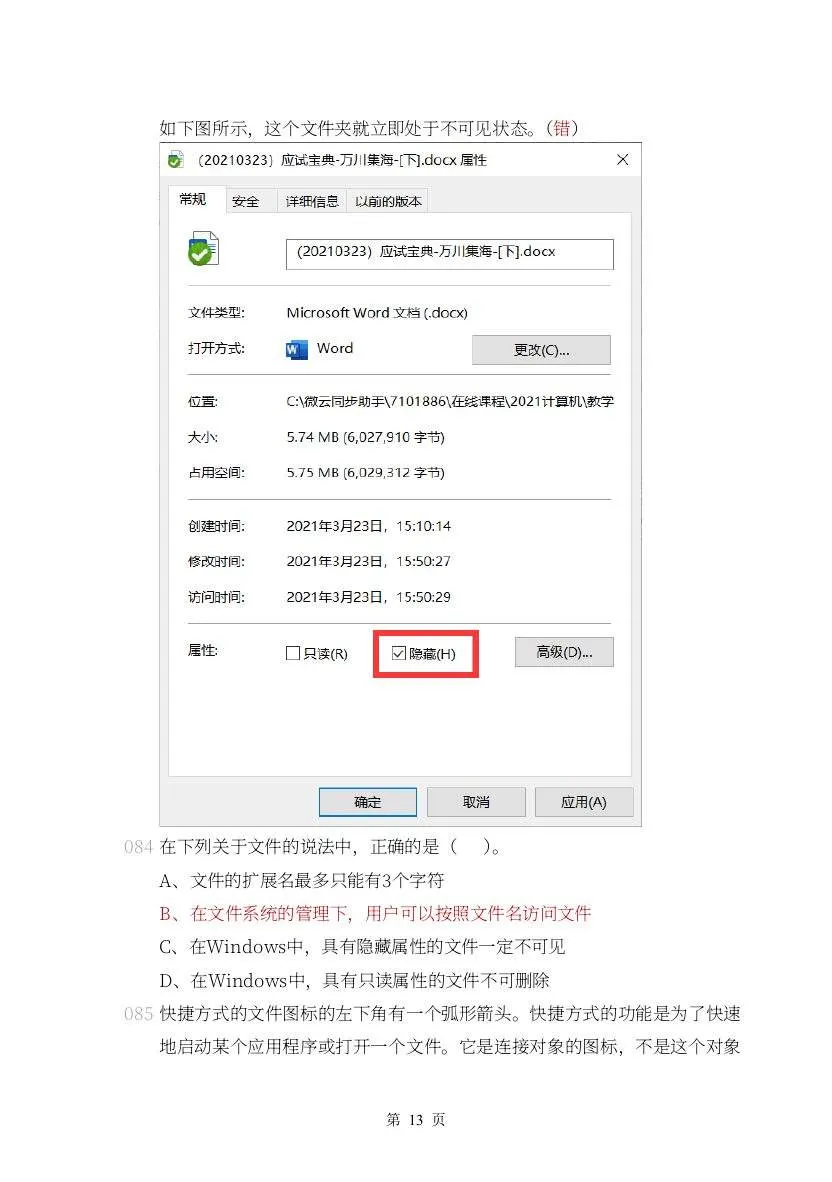 如下图所示，这个文件夹就立即处于不可见状态。（错）
（20210323）应试宝典-万川集海-[下].docx 属性
常规 安全 详细信息 以前的版本
（20210323）应试宝典-万川集海-[下].docx
文件类型: Microsoft Word 文档 (.docx)
打开方式: Word 更改(C)...
位置: C:\微云同步助手\7101886\在线课程\2021计算机\教学
大小: 5.74 MB (6,027,910 字节)
占用空间: 5.75 MB (6,029,312 字节)
创建时间: 2021年3月23日，15:10:14
修改时间: 2021年3月23日，15:50:27
访问时间: 2021年3月23日，15:50:29
属性: 只读(R) 隐藏(H) 高级(D)...
确定 取消 应用(A)
084 在下列关于文件的说法中，正确的是（ ）。
A、文件的扩展名最多只能有3个字符
B、在文件系统的管理下，用户可以按照文件名访问文件
C、在Windows中，具有隐藏属性的文件一定不可见
D、在Windows中，具有只读属性的文件不可删除
085 快捷方式的文件图标的左下角有一个弧形箭头。快捷方式的功能是为了快速
地启动某个应用程序或打开一个文件。它是连接对象的图标，不是这个对象
第 13 页